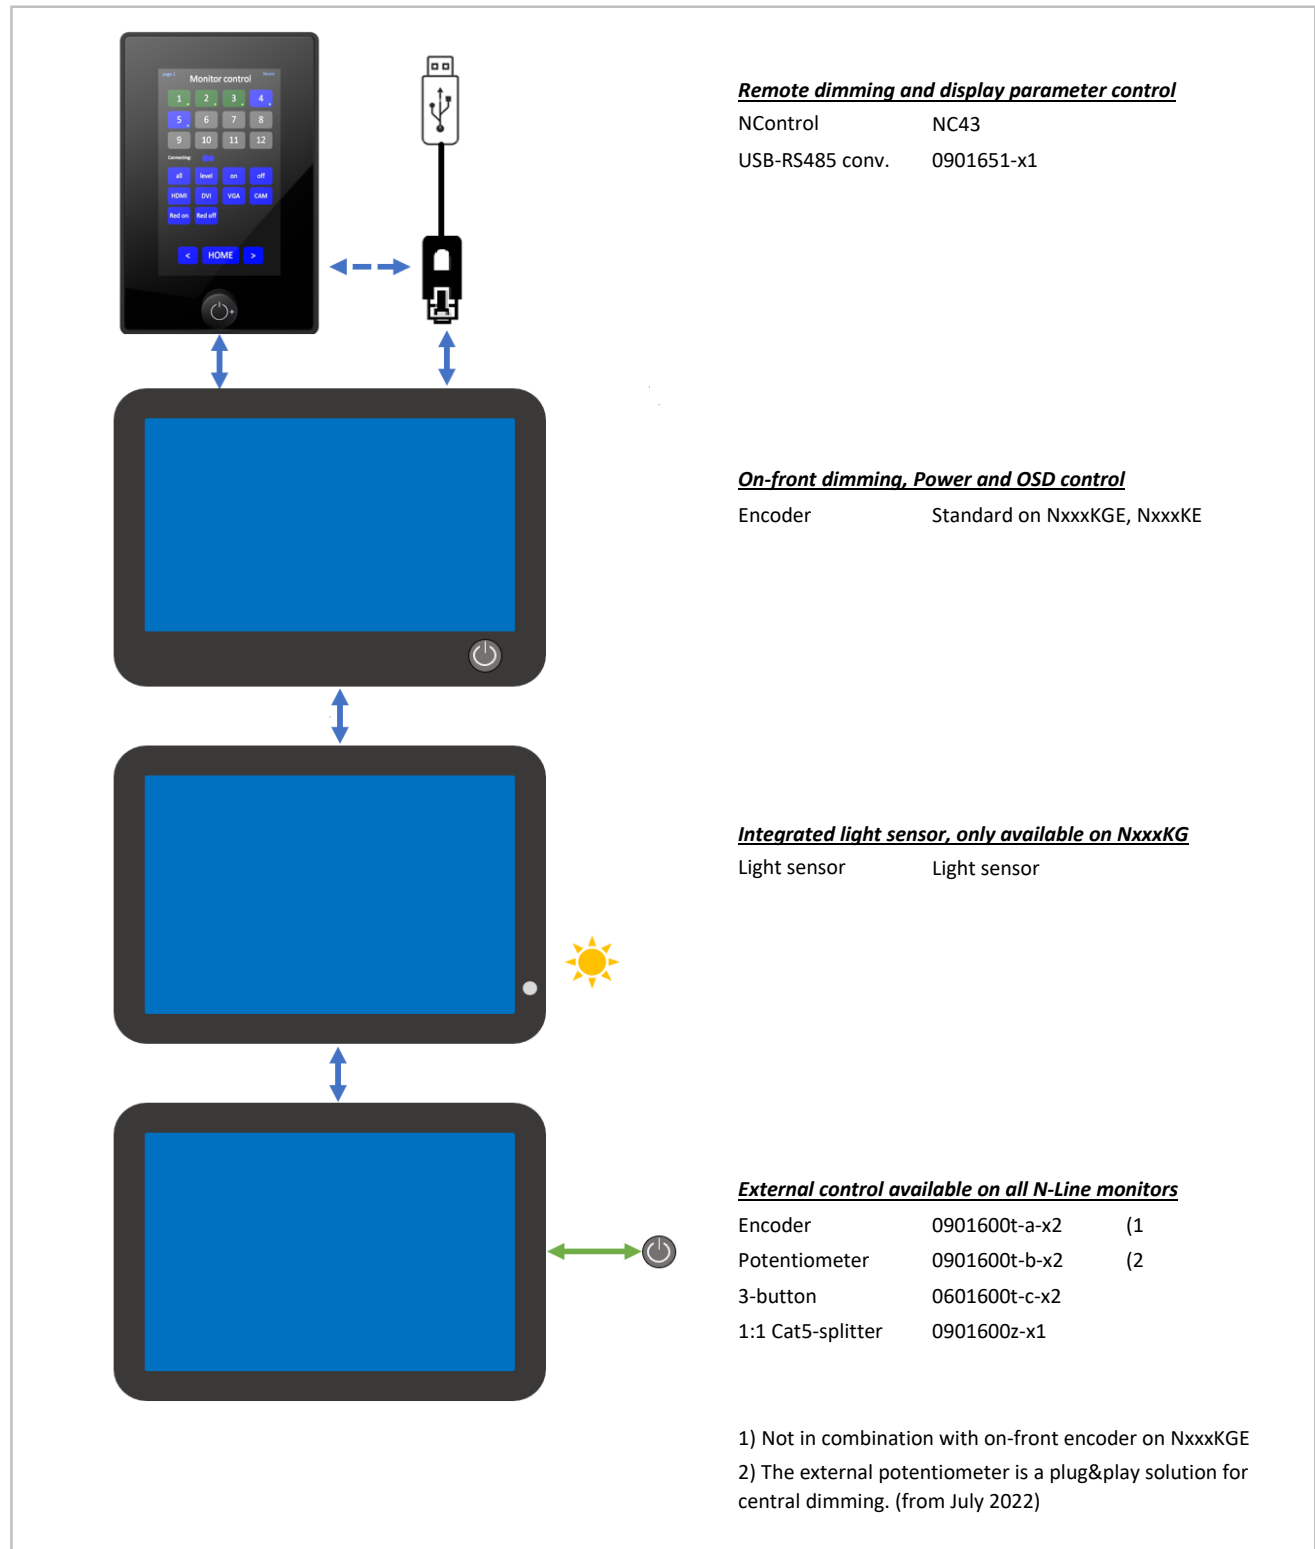 page 1
Monitor control
1 2 3 4
5 6 7 8
9 10 11 12
Connecting:
all level on off
HDMI DVI VGA CAM
Red on Red off
< HOME >
Remote dimming and display parameter control
NControl NC43
USB-RS485 conv. 0901651-x1
On-front dimming, Power and OSD control
Encoder Standard on NxxxKGE, NxxxKE
Integrated light sensor, only available on NxxxKG
Light sensor Light sensor
External control available on all N-Line monitors
Encoder 0901600t-a-x2 (1
Potentiometer 0901600t-b-x2 (2
3-button 0601600t-c-x2
1:1 Cat5-splitter 0901600z-x1
1) Not in combination with on-front encoder on NxxxKGE
2) The external potentiometer is a plug&play solution for
central dimming. (from July 2022)